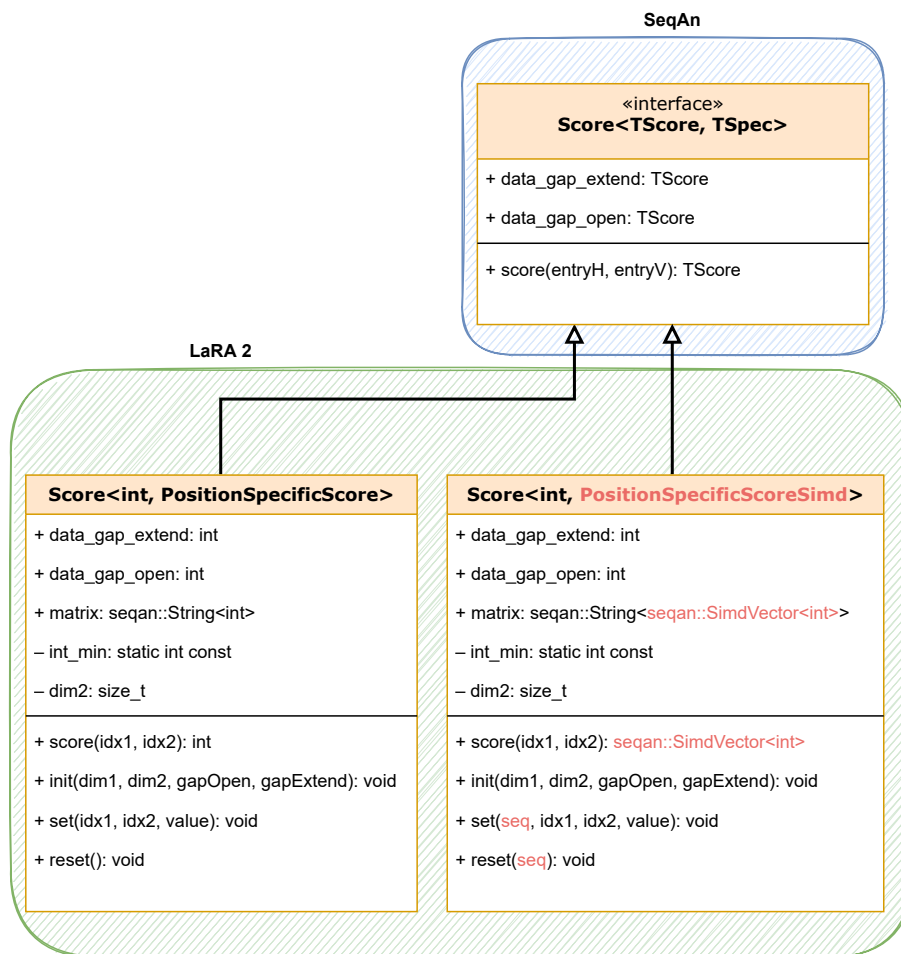 SeqAn
«interface»
Score<TScore, TSpec>
+ data_gap_extend: TScore
+ data_gap_open: TScore
+ score(entryH, entryV): TScore
LaRA 2
Score<int, PositionSpecificScore>
+ data_gap_extend: int
+ data_gap_open: int
+ matrix: seqan::String<int>
– int_min: static int const
– dim2: size_t
+ score(idx1, idx2): int
+ init(dim1, dim2, gapOpen, gapExtend): void
+ set(idx1, idx2, value): void
+ reset(): void
Score<int, PositionSpecificScoreSimd>
+ data_gap_extend: int
+ data_gap_open: int
+ matrix: seqan::String<seqan::SimdVector<int>>
– int_min: static int const
– dim2: size_t
+ score(idx1, idx2): seqan::SimdVector<int>
+ init(dim1, dim2, gapOpen, gapExtend): void
+ set(seq, idx1, idx2, value): void
+ reset(seq): void